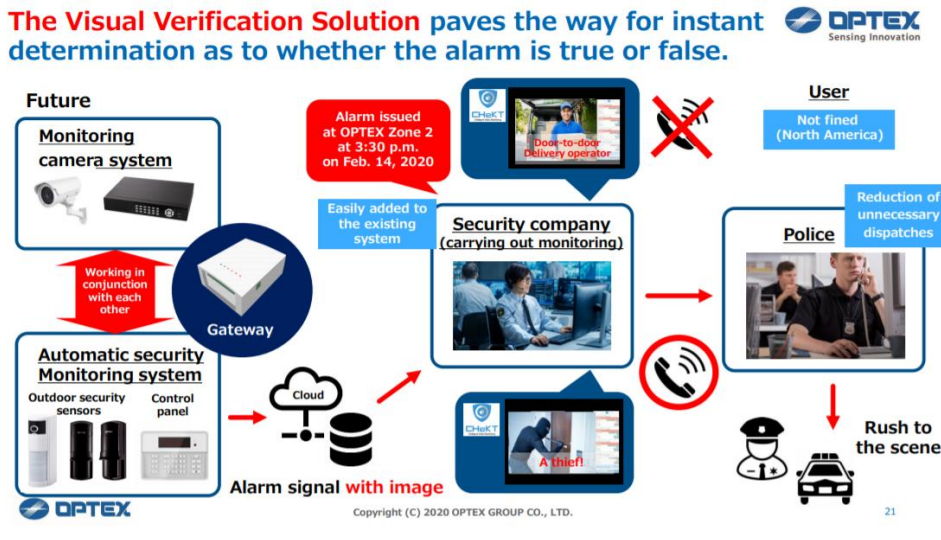 The Visual Verification Solution paves the way for instant
determination as to whether the alarm is true or false.
OPTEX
Sensing Innovation
Future
Monitoring
camera system
Alarm issued
at OPTEX Zone 2
at 3:30 p.m.
on Feb. 14, 2020
CHeKT
Door-to-door
Delivery operator
User
Not fined
(North America)
Easily added to
the existing
system
Security company
(carrying out monitoring)
Reduction of
unnecessary
dispatches
Police
Working in
conjunction
with each
other
Gateway
Automatic security
Monitoring system
Outdoor security
sensors
Control
panel
Cloud
CHeKT
A thief!
Rush to
the scene
Alarm signal with image
OPTEX
Copyright (C) 2020 OPTEX GROUP CO., LTD.
21